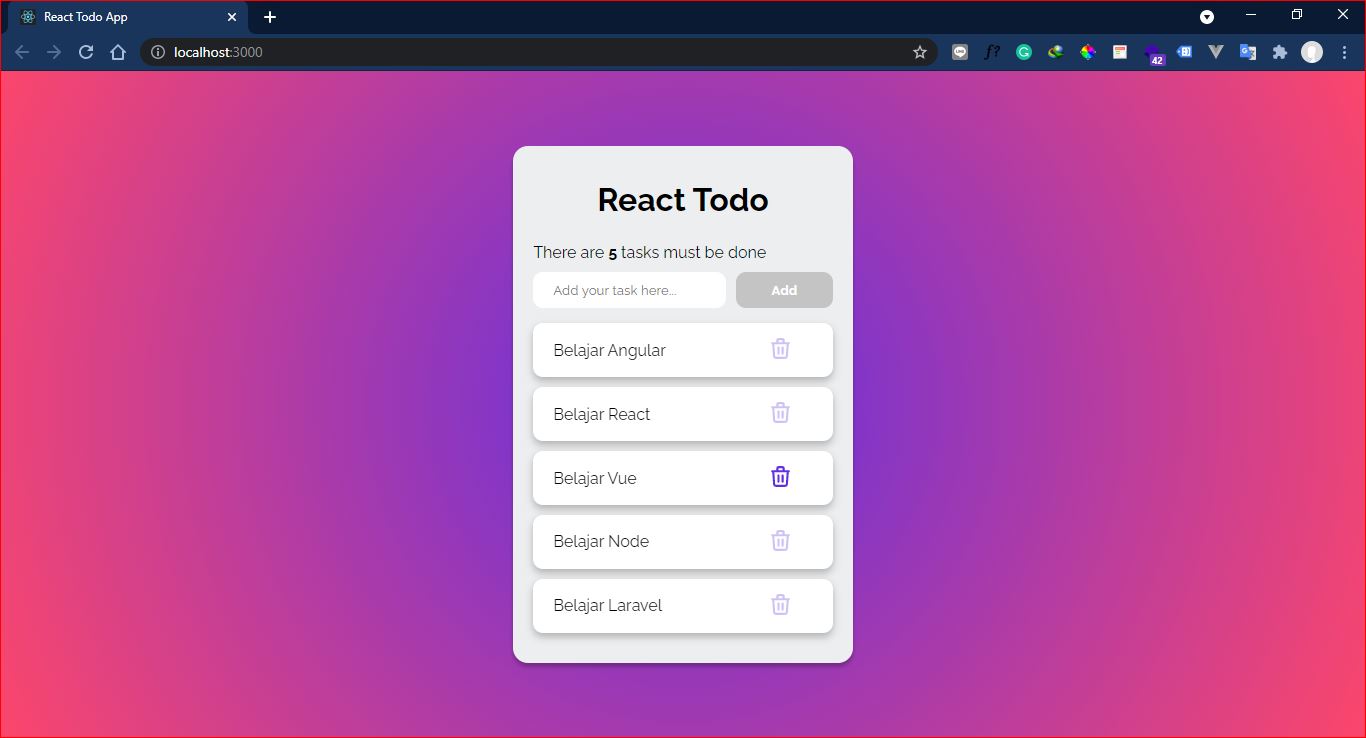 React Todo App
localhost:3000
42
React Todo
There are 5 tasks must be done
Add your task here...
Add
Belajar Angular
Belajar React
Belajar Vue
Belajar Node
Belajar Laravel